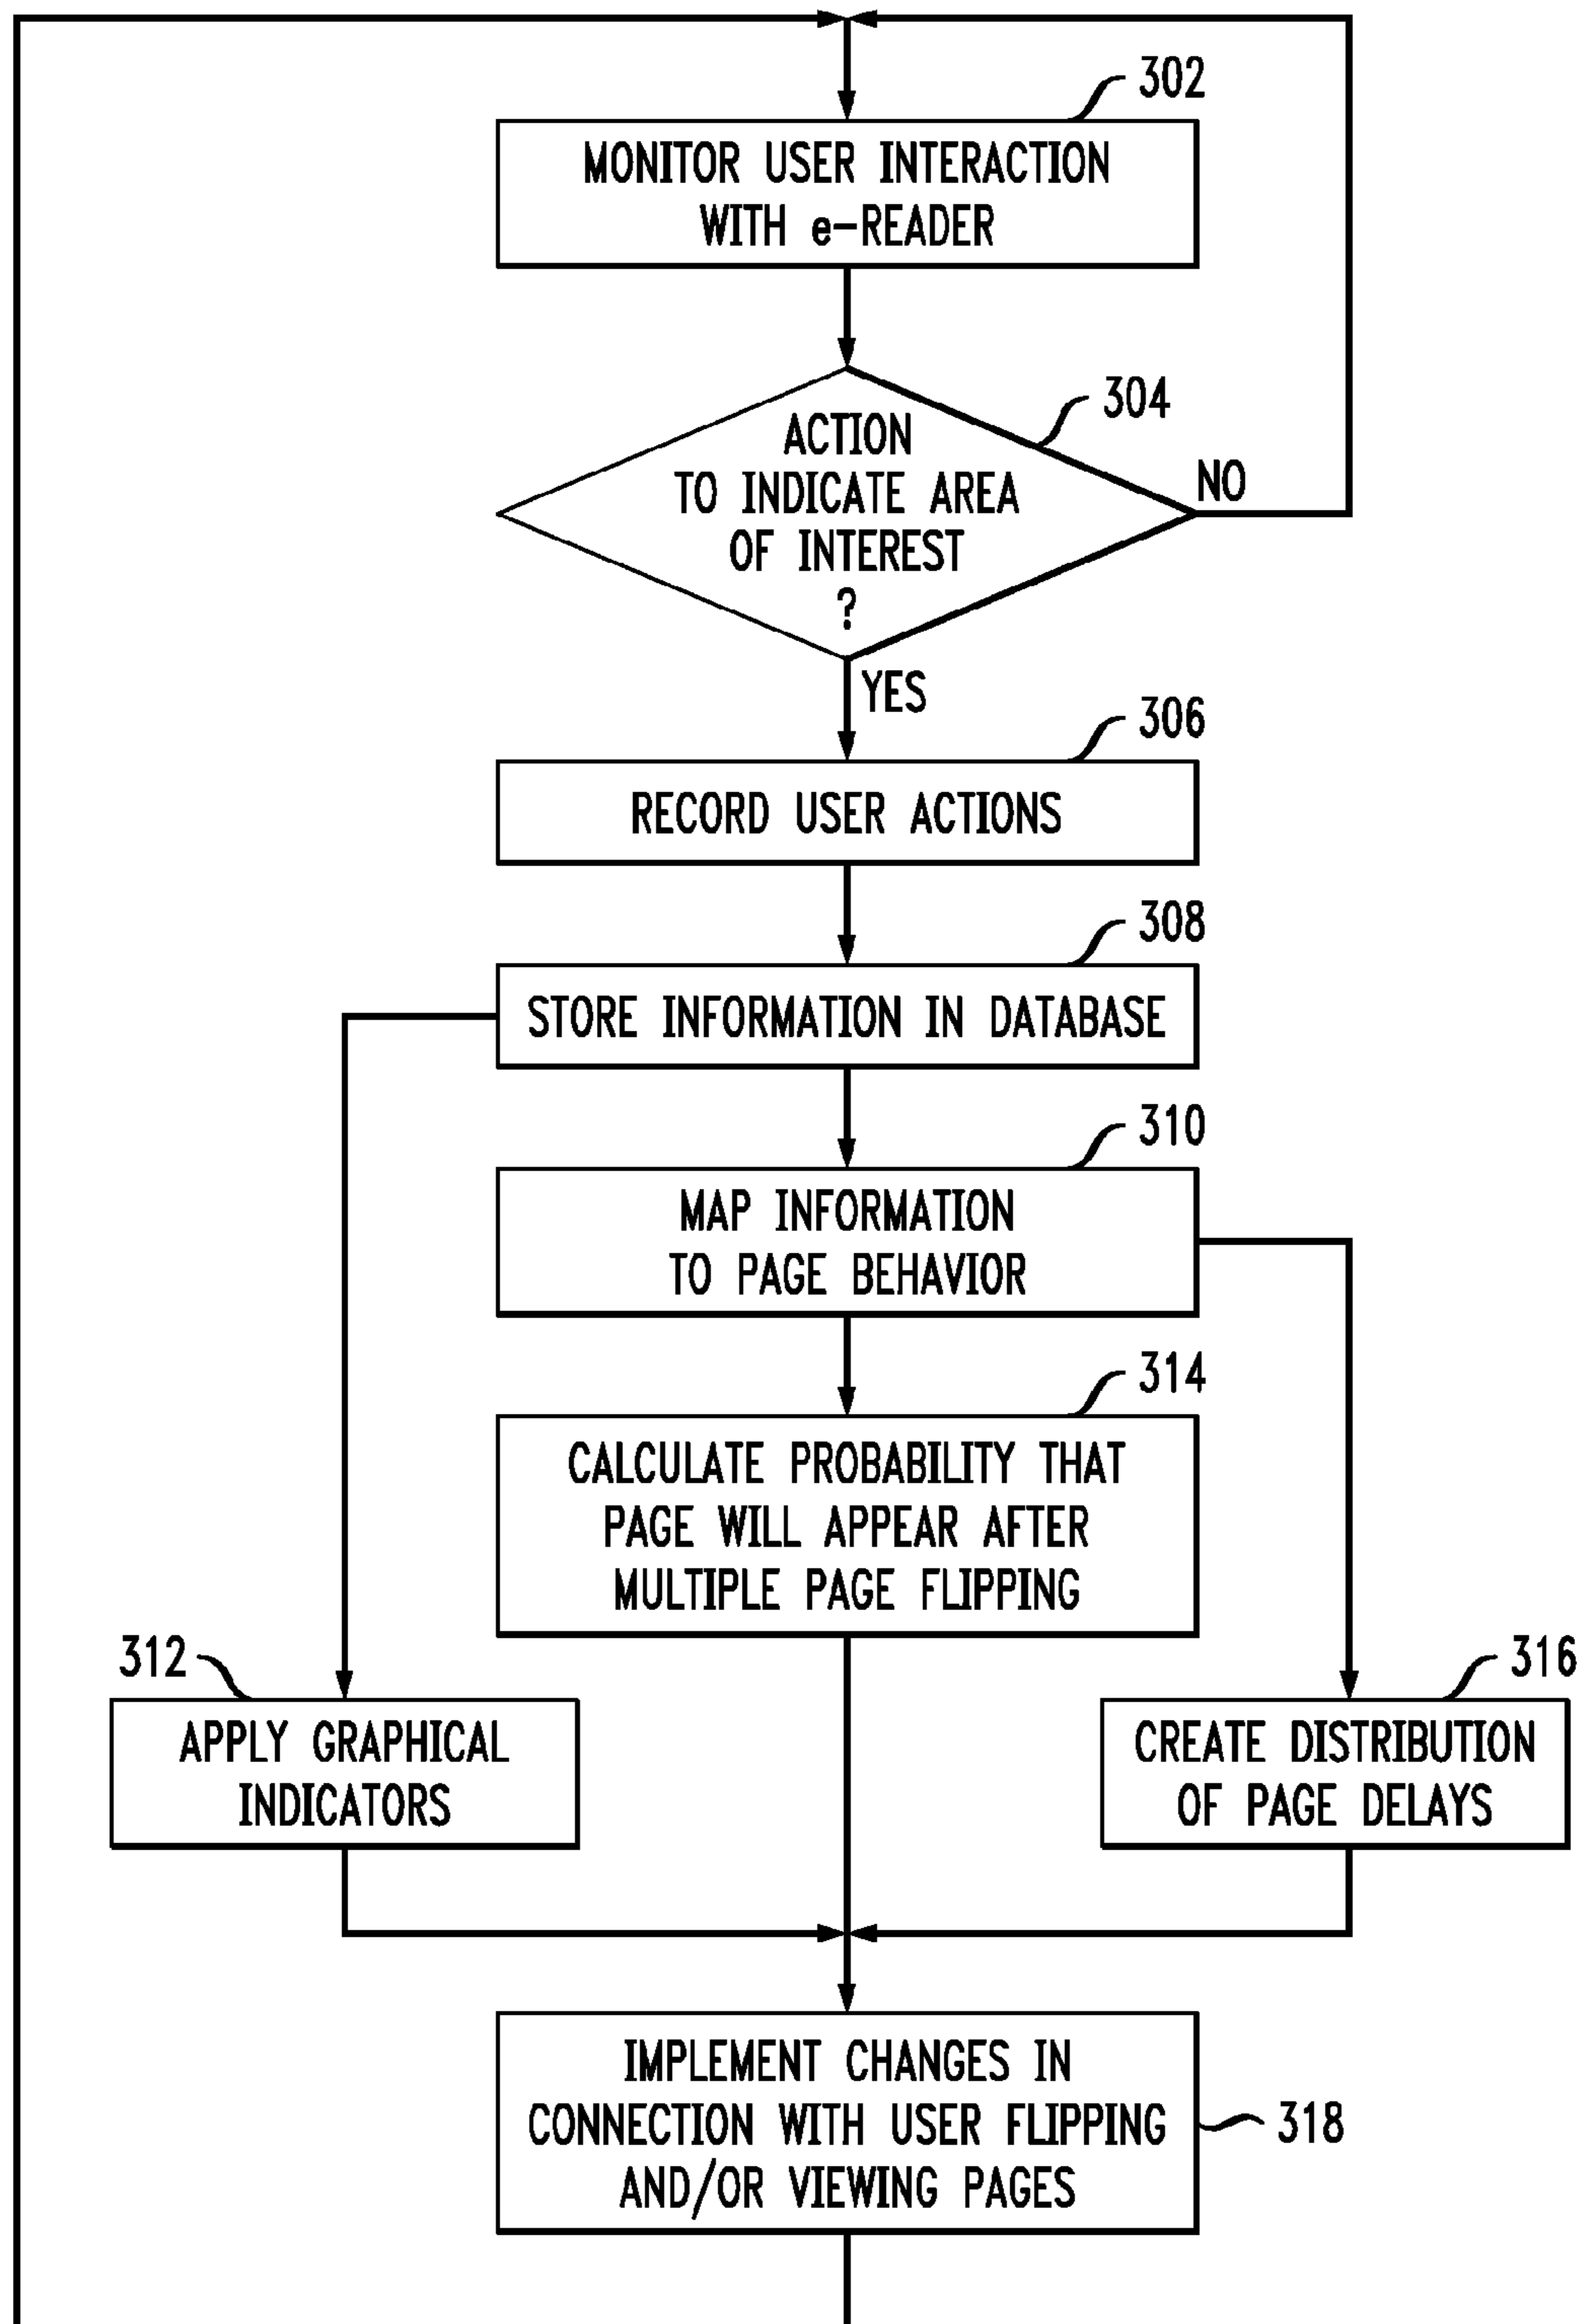 302
MONITOR USER INTERACTION
WITH e-READER
304
ACTION
TO INDICATE AREA
OF INTEREST
?
NO
YES
306
RECORD USER ACTIONS
308
STORE INFORMATION IN DATABASE
310
MAP INFORMATION
TO PAGE BEHAVIOR
314
CALCULATE PROBABILITY THAT
PAGE WILL APPEAR AFTER
MULTIPLE PAGE FLIPPING
312
APPLY GRAPHICAL
INDICATORS
316
CREATE DISTRIBUTION
OF PAGE DELAYS
IMPLEMENT CHANGES IN
CONNECTION WITH USER FLIPPING
AND/OR VIEWING PAGES
318